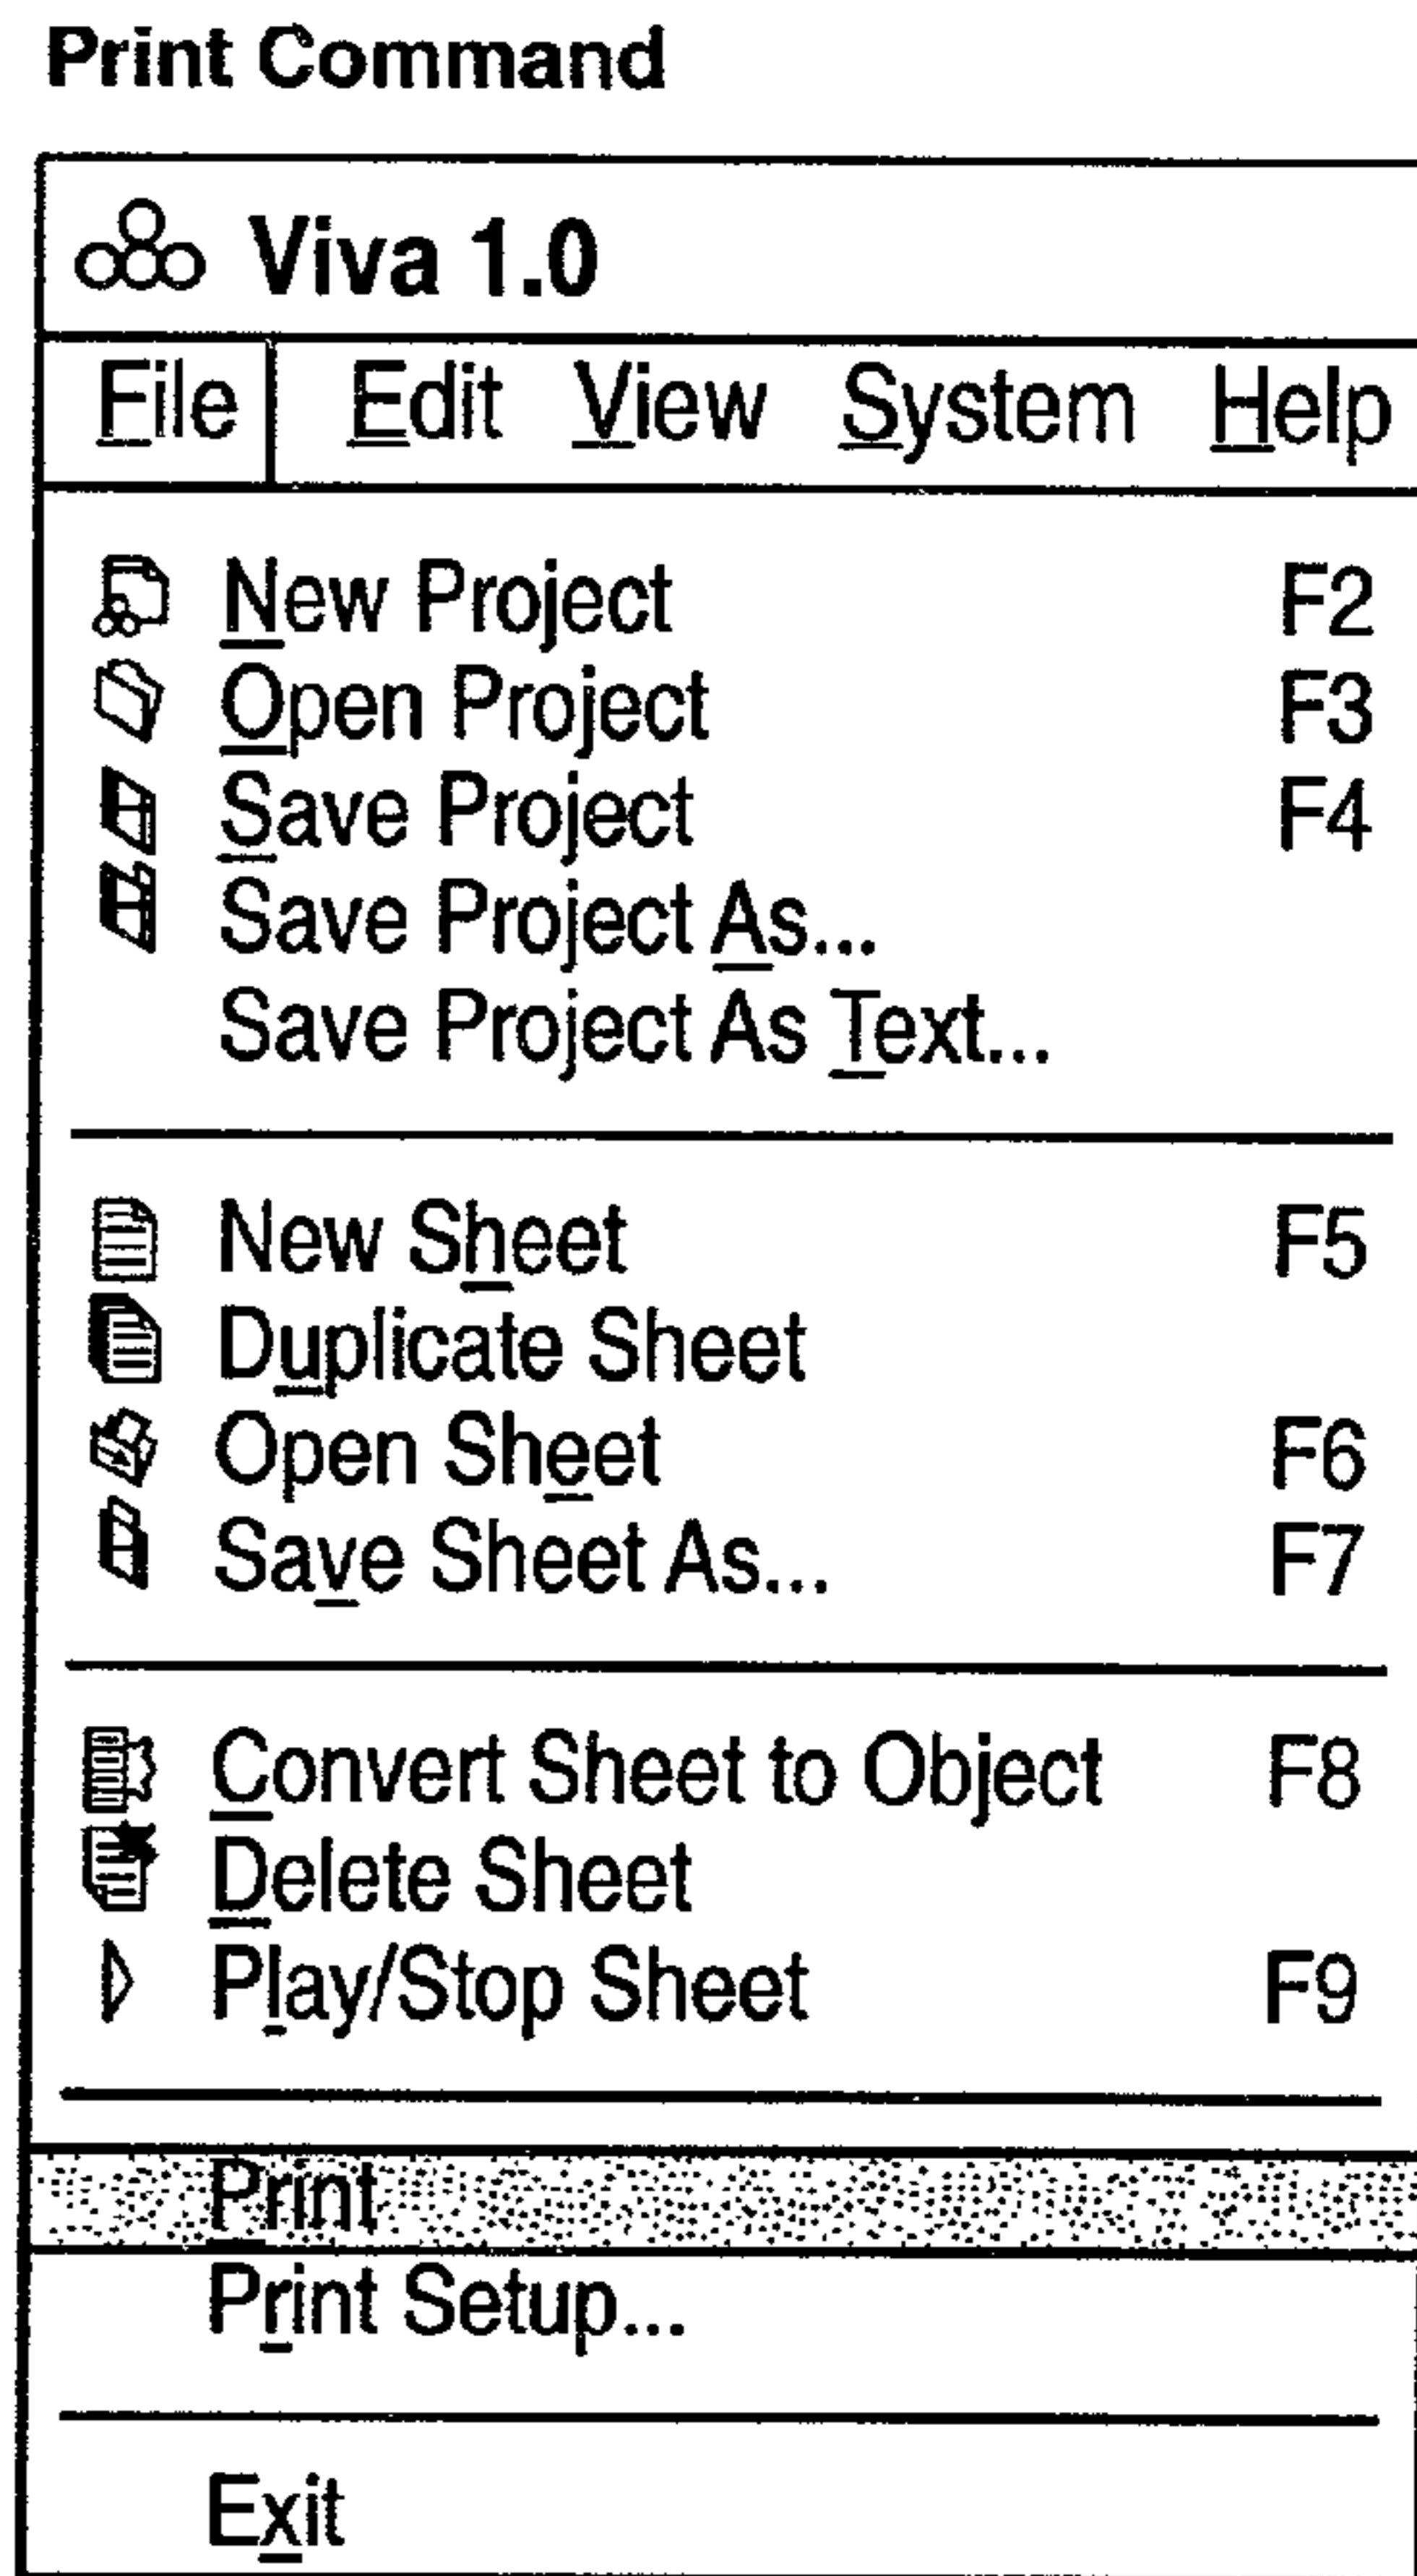 Print Command
Viva 1.0
File Edit View System Help
New Project F2
Open Project F3
Save Project F4
Save Project As...
Save Project As Text...
New Sheet F5
Duplicate Sheet
Open Sheet F6
Save Sheet As... F7
Convert Sheet to Object F8
Delete Sheet
Play/Stop Sheet F9
Print
Print Setup...
Exit